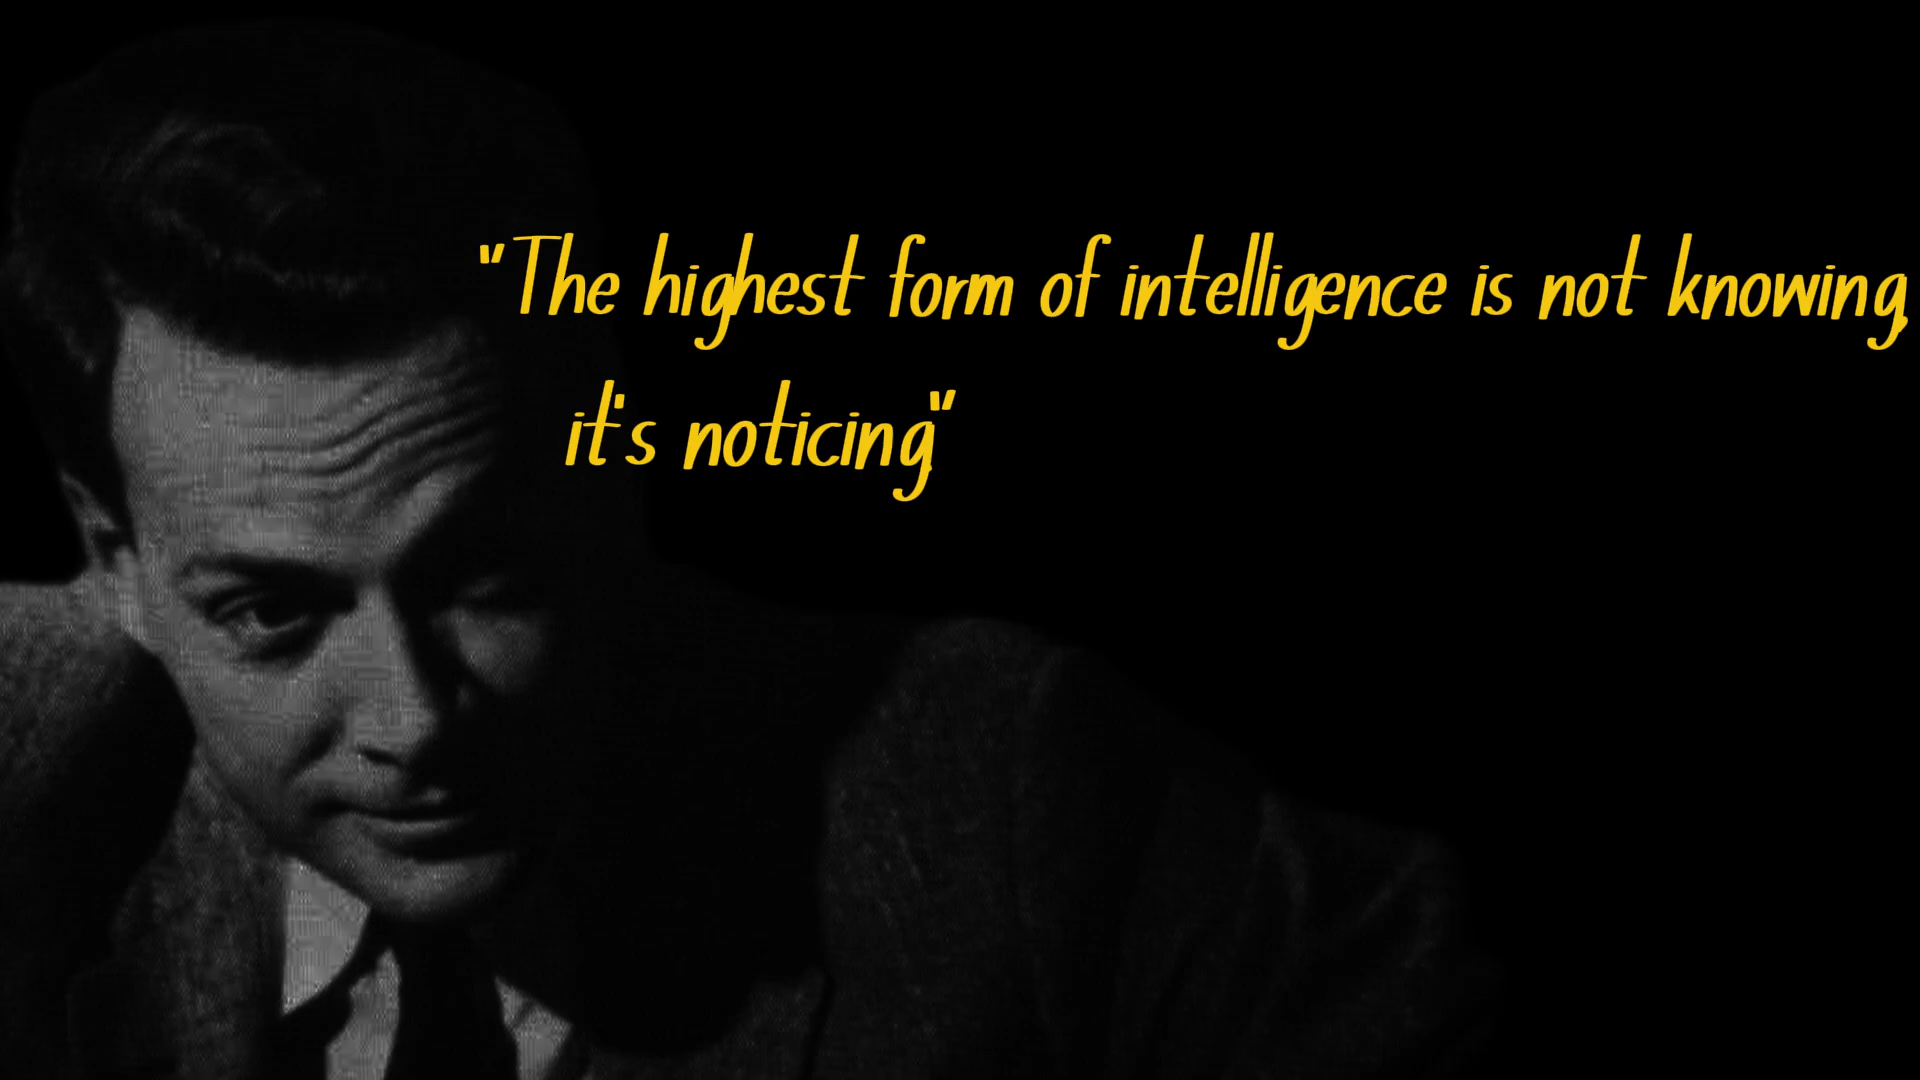 "The highest form of intelligence is not knowing,
it's noticing"